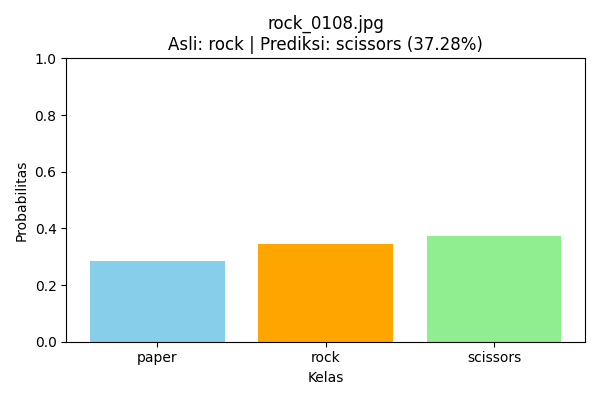 rock_0108.jpg
Asli: rock | Prediksi: scissors (37.28%)
1.0
0.8
0.6
0.4
0.2
0.0
Probabilitas
paper rock scissors
Kelas